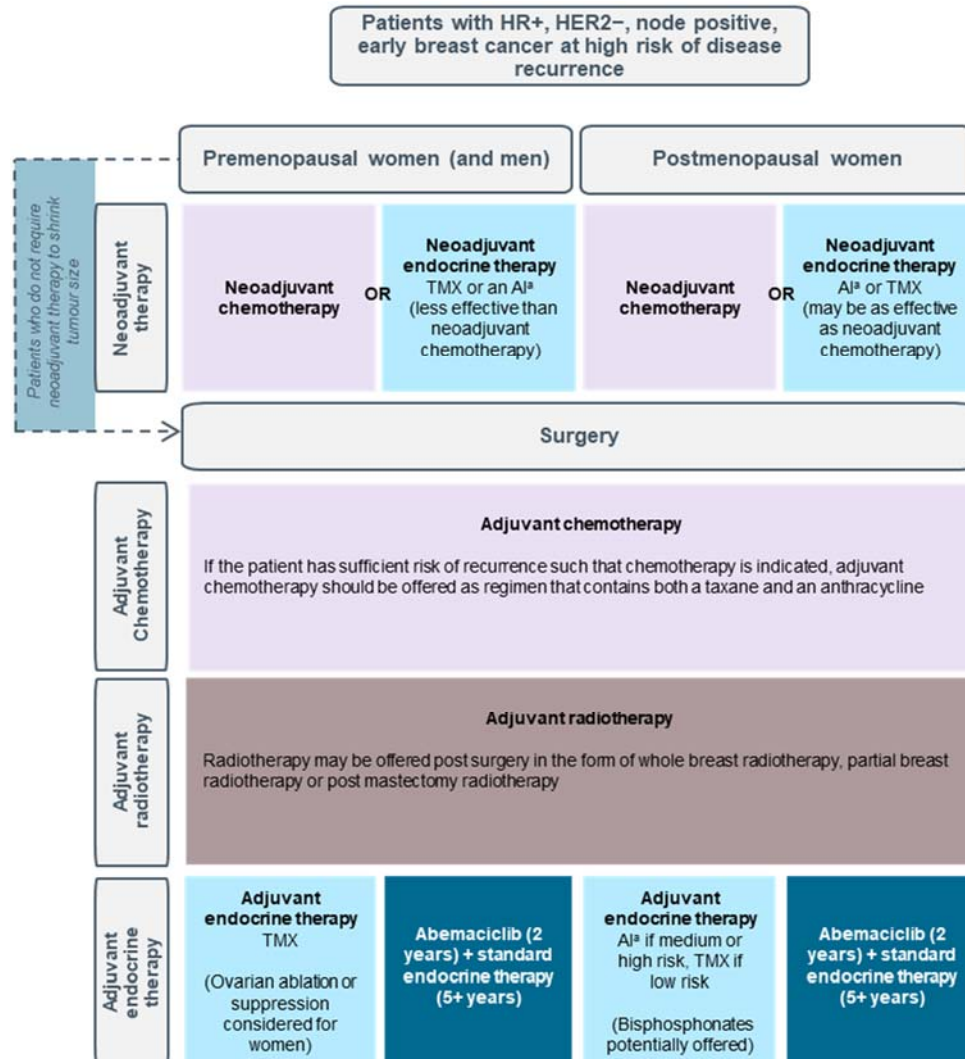 Patients with HR+, HER2−, node positive,
early breast cancer at high risk of disease
recurrence
Premenopausal women (and men)
Postmenopausal women
Patients who do not require
neoadjuvant therapy to shrink
tumour size
Neoadjuvant
therapy
Neoadjuvant
chemotherapy
OR
Neoadjuvant
endocrine therapy
TMX or an AIᵃ
(less effective than
neoadjuvant
chemotherapy)
Neoadjuvant
chemotherapy
OR
Neoadjuvant
endocrine therapy
AIᵃ or TMX
(may be as effective
as neoadjuvant
chemotherapy)
Surgery
Adjuvant
Chemotherapy
Adjuvant chemotherapy
If the patient has sufficient risk of recurrence such that chemotherapy is indicated, adjuvant
chemotherapy should be offered as regimen that contains both a taxane and an anthracycline
Adjuvant
radiotherapy
Adjuvant radiotherapy
Radiotherapy may be offered post surgery in the form of whole breast radiotherapy, partial breast
radiotherapy or post mastectomy radiotherapy
Adjuvant
endocrine
therapy
Adjuvant
endocrine therapy
TMX
(Ovarian ablation or
suppression
considered for
women)
Abemaciclib (2
years) + standard
endocrine therapy
(5+ years)
Adjuvant
endocrine therapy
AIᵃ if medium or
high risk, TMX if
low risk
(Bisphosphonates
potentially offered)
Abemaciclib (2
years) + standard
endocrine therapy
(5+ years)